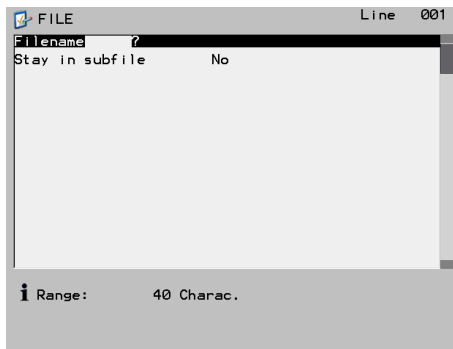 FILE Line 001
Filename ?
Stay in subfile No
i Range: 40 Charac.